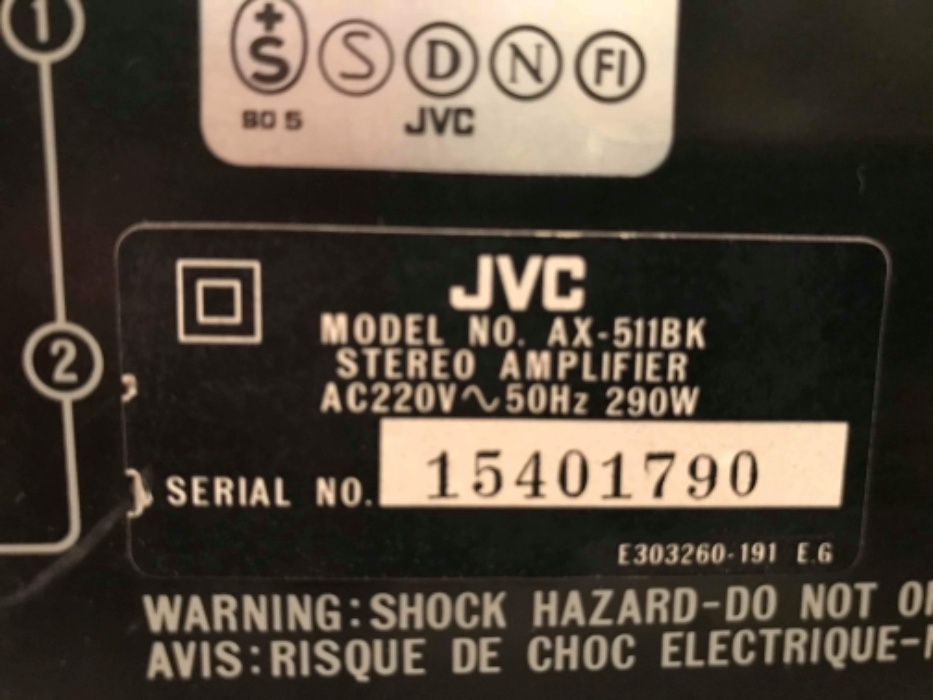 1
+
S S D N FI
BO 5 JVC
JVC
MODEL NO. AX-511BK
STEREO AMPLIFIER
2
AC220V∿50Hz 290W
SERIAL NO. 15401790
E303260-191 E.G
WARNING:SHOCK HAZARD-DO NOT
AVIS:RISQUE DE CHOC ELECTRIQUE-